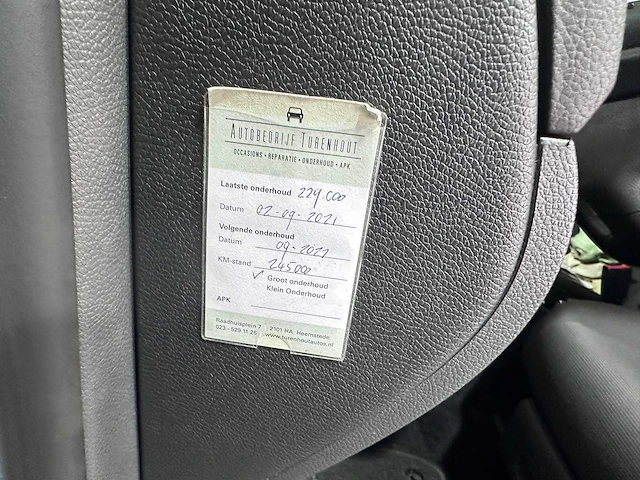 AUTOBEDRIJF TURENHOUT
OCCASIONS • REPARATIE • ONDERHOUD • APK
Laatste onderhoud 229.000
Datum 02-09-2021
Volgende onderhoud
Datum 09-2022
KM-stand 245000
✓ Groot onderhoud
Klein Onderhoud
APK
Raadhuisplein 7 2101 HA Heemstede
023 - 529 11 25 www.turenhoutautos.nl